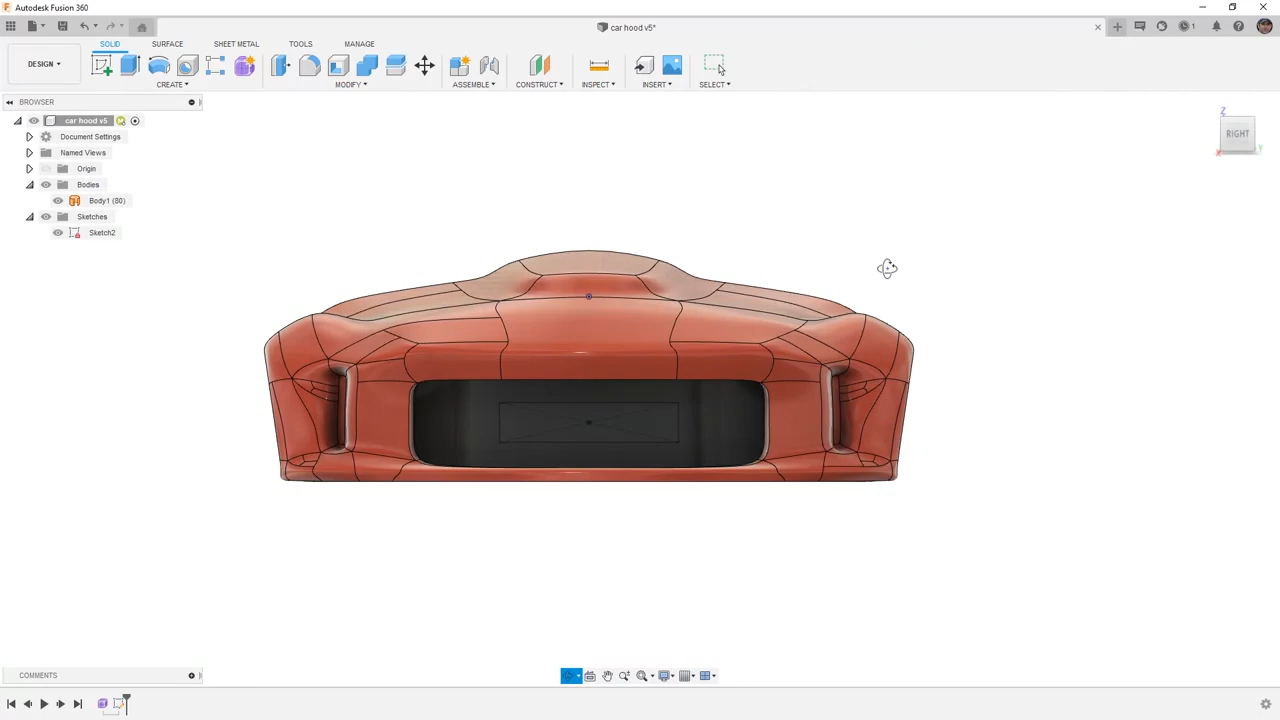 Autodesk Fusion 360
car hood v5*
1
DESIGN
SOLID
SURFACE
SHEET METAL
TOOLS
MANAGE
CREATE
MODIFY
ASSEMBLE
CONSTRUCT
INSPECT
INSERT
SELECT
BROWSER
car hood v5
Document Settings
Named Views
Origin
Bodies
Body1 (80)
Sketches
Sketch2
Z
RIGHT
X
Y
COMMENTS